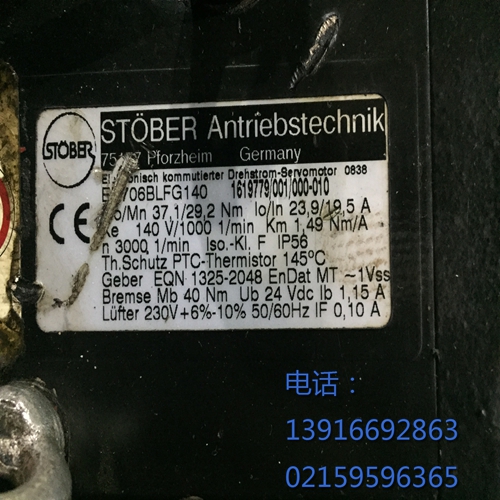 STÖBER
STÖBER Antriebstechnik
Pforzheim Germany
kommutierter Drehstrom-Servomotor 0838
706BLFG140 1619779/001/000-010
CE
/Mn 37,1/29,2 Nm Io/In 23,9/19,5 A
140 V/1000 1/min Km 1,49 Nm/A
n 3000 1/min Iso.-Kl. F IP56
Th.Schutz PTC-Thermistor 145°C
Geber EQN 1325-2048 EnDat MT ~1Vss
Bremse Mb 40 Nm Ub 24 Vdc Ib 1,15 A
Lüfter 230V+6%-10% 50/60Hz IF 0,10 A
电话：
13916692863
02159596365